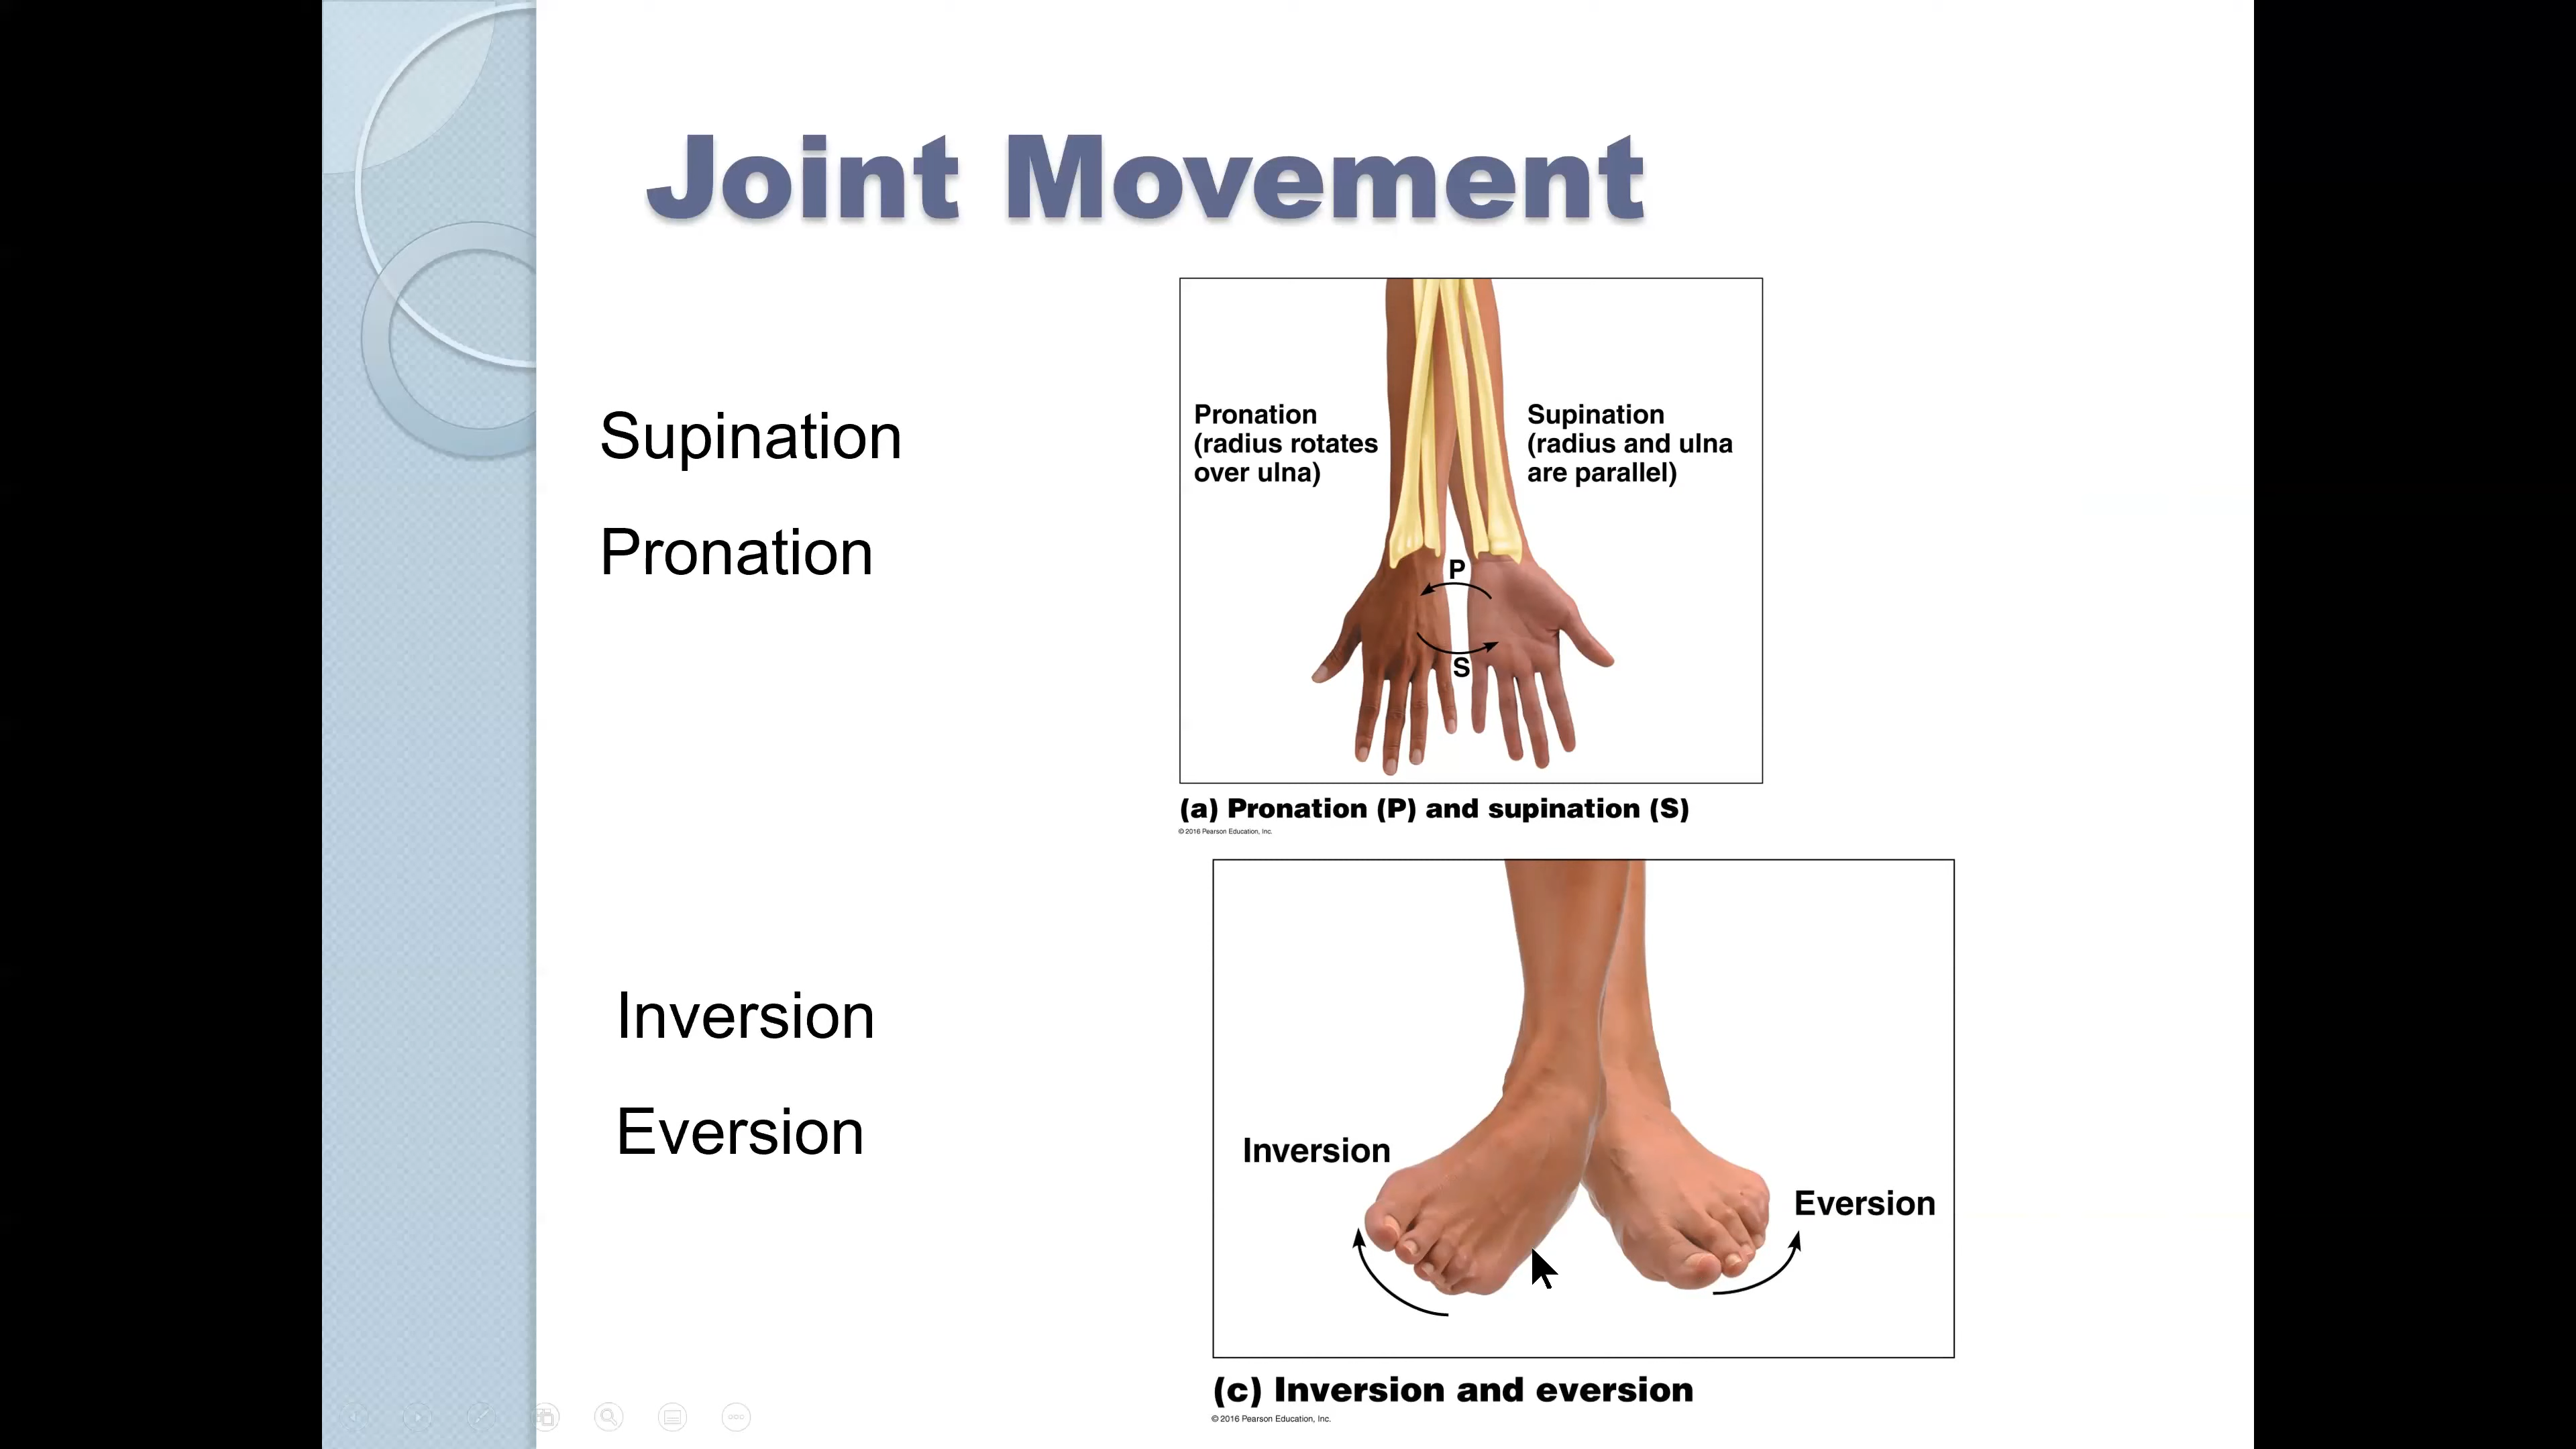 Joint Movement
Supination
Pronation
Pronation
(radius rotates
over ulna)
Supination
(radius and ulna
are parallel)
P
S
(a) Pronation (P) and supination (S)
© 2016 Pearson Education, Inc.
Inversion
Eversion
Inversion
Eversion
(c) Inversion and eversion
© 2016 Pearson Education, Inc.